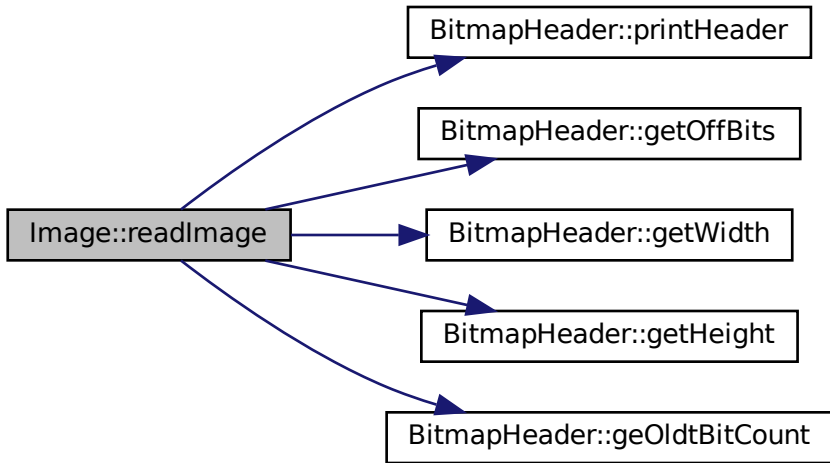 BitmapHeader::printHeader
BitmapHeader::getOffBits
Image::readImage
BitmapHeader::getWidth
BitmapHeader::getHeight
BitmapHeader::geOldtBitCount